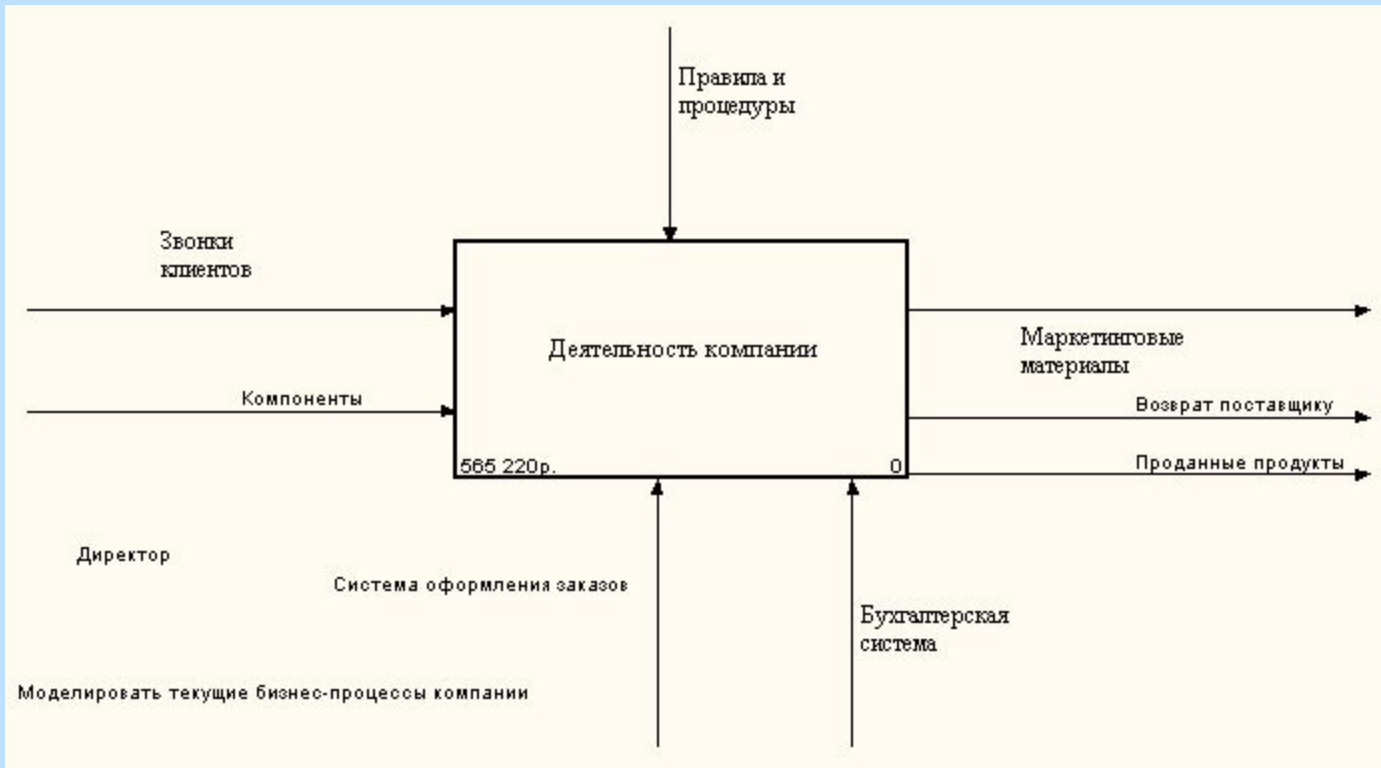 Правила и
процедуры
Звонки
клиентов
Деятельность компании
Маркетинговые
материалы
Компоненты
Возврат поставщику
565 220р.
0
Проданные продукты
Директор
Система оформления заказов
Бухгалтерская
система
Моделировать текущие бизнес-процессы компании